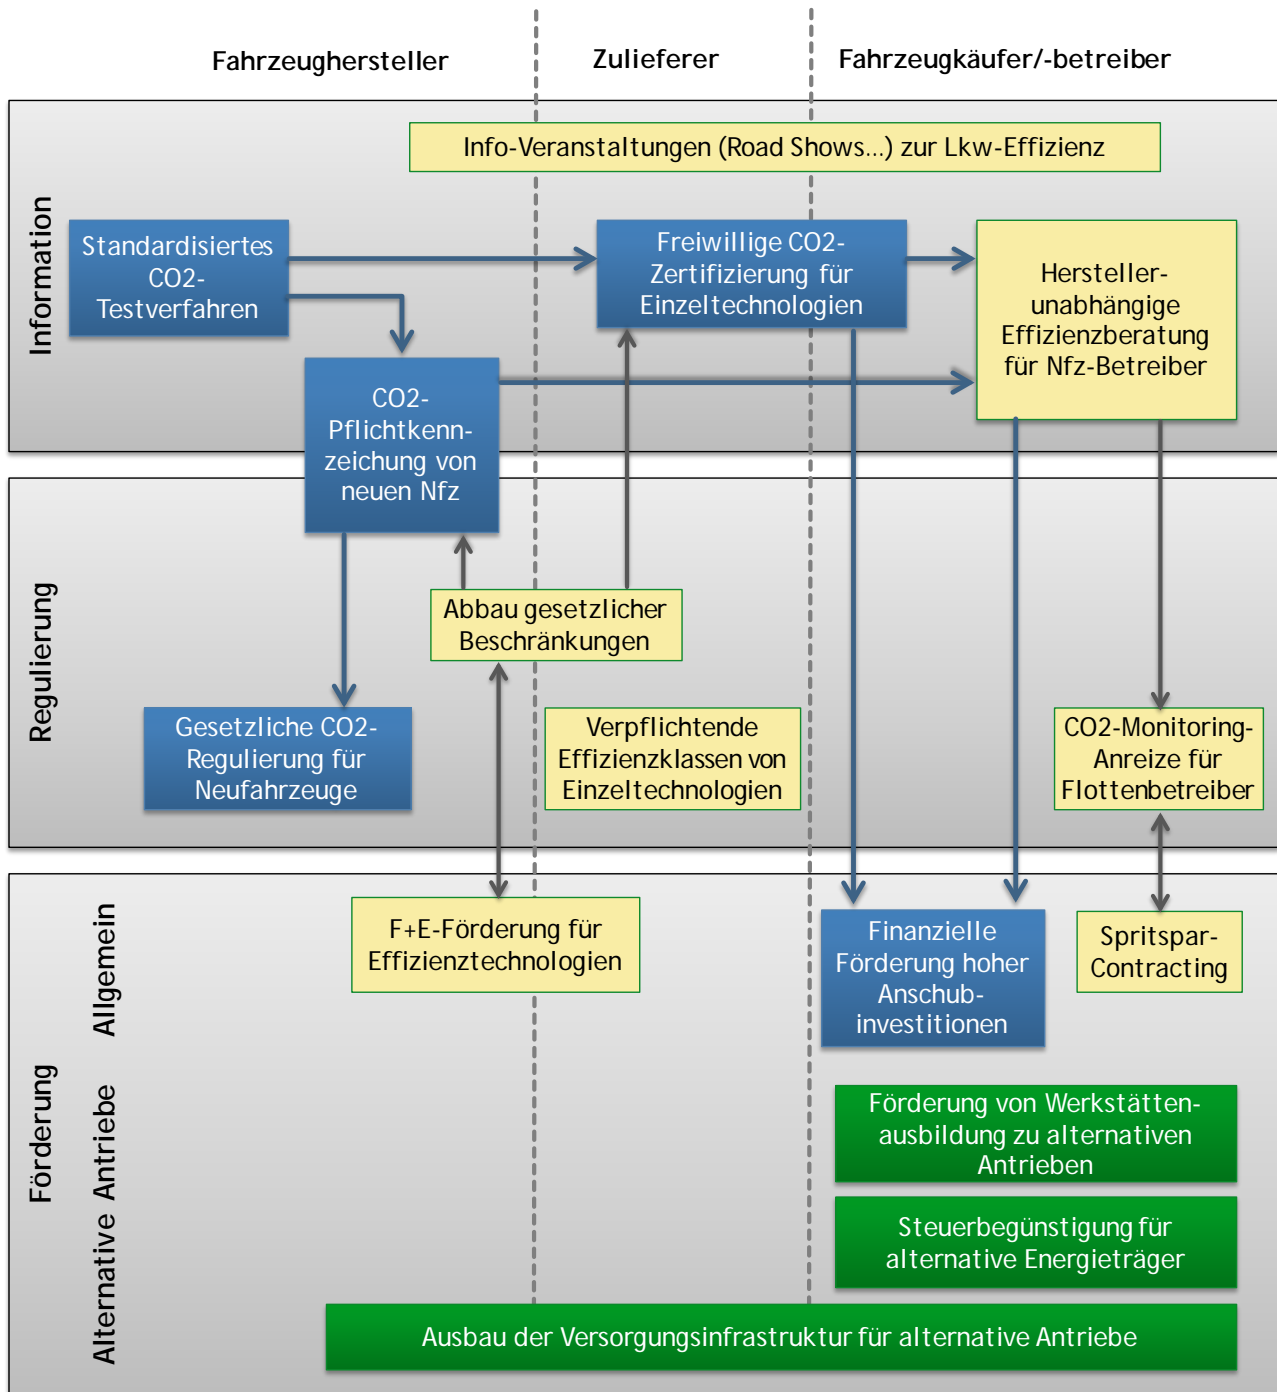 Fahrzeughersteller
Zulieferer
Fahrzeugkäufer/-betreiber
Information
Info-Veranstaltungen (Road Shows...) zur Lkw-Effizienz
Standardisiertes
CO2-
Testverfahren
Freiwillige CO2-
Zertifizierung für
Einzeltechnologien
Hersteller-
unabhängige
Effizienzberatung
für Nfz-Betreiber
CO2-
Pflichtkenn-
zeichung von
neuen Nfz
Regulierung
Abbau gesetzlicher
Beschränkungen
Gesetzliche CO2-
Regulierung für
Neufahrzeuge
Verpflichtende
Effizienzklassen von
Einzeltechnologien
CO2-Monitoring-
Anreize für
Flottenbetreiber
Förderung
Allgemein
F+E-Förderung für
Effizienztechnologien
Finanzielle
Förderung hoher
Anschub-
investitionen
Spritspar-
Contracting
Alternative Antriebe
Förderung von Werkstätten-
ausbildung zu alternativen
Antrieben
Steuerbegünstigung für
alternative Energieträger
Ausbau der Versorgungsinfrastruktur für alternative Antriebe